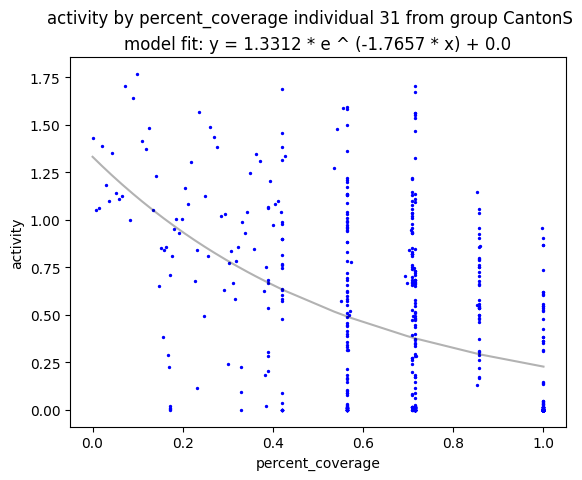 activity by percent_coverage individual 31 from group CantonS
model fit: y = 1.3312 * e ^ (-1.7657 * x) + 0.0
1.75
1.50
1.25
1.00
0.75
0.50
0.25
0.00
activity
0.0 0.2 0.4 0.6 0.8 1.0
percent_coverage